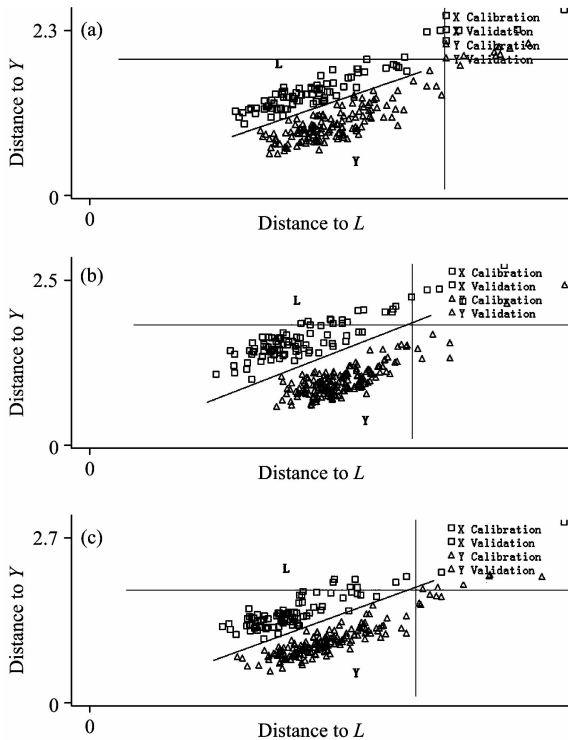 (a)
2.3
X Calibration
X Validation
Y Calibration
Y Validation
L
Distance to Y
Y
0
0
Distance to L
(b)
2.5
X Calibration
X Validation
Y Calibration
Y Validation
L
Distance to Y
Y
0
0
Distance to L
(c)
2.7
X Calibration
X Validation
Y Calibration
Y Validation
L
Distance to Y
Y
0
0
Distance to L